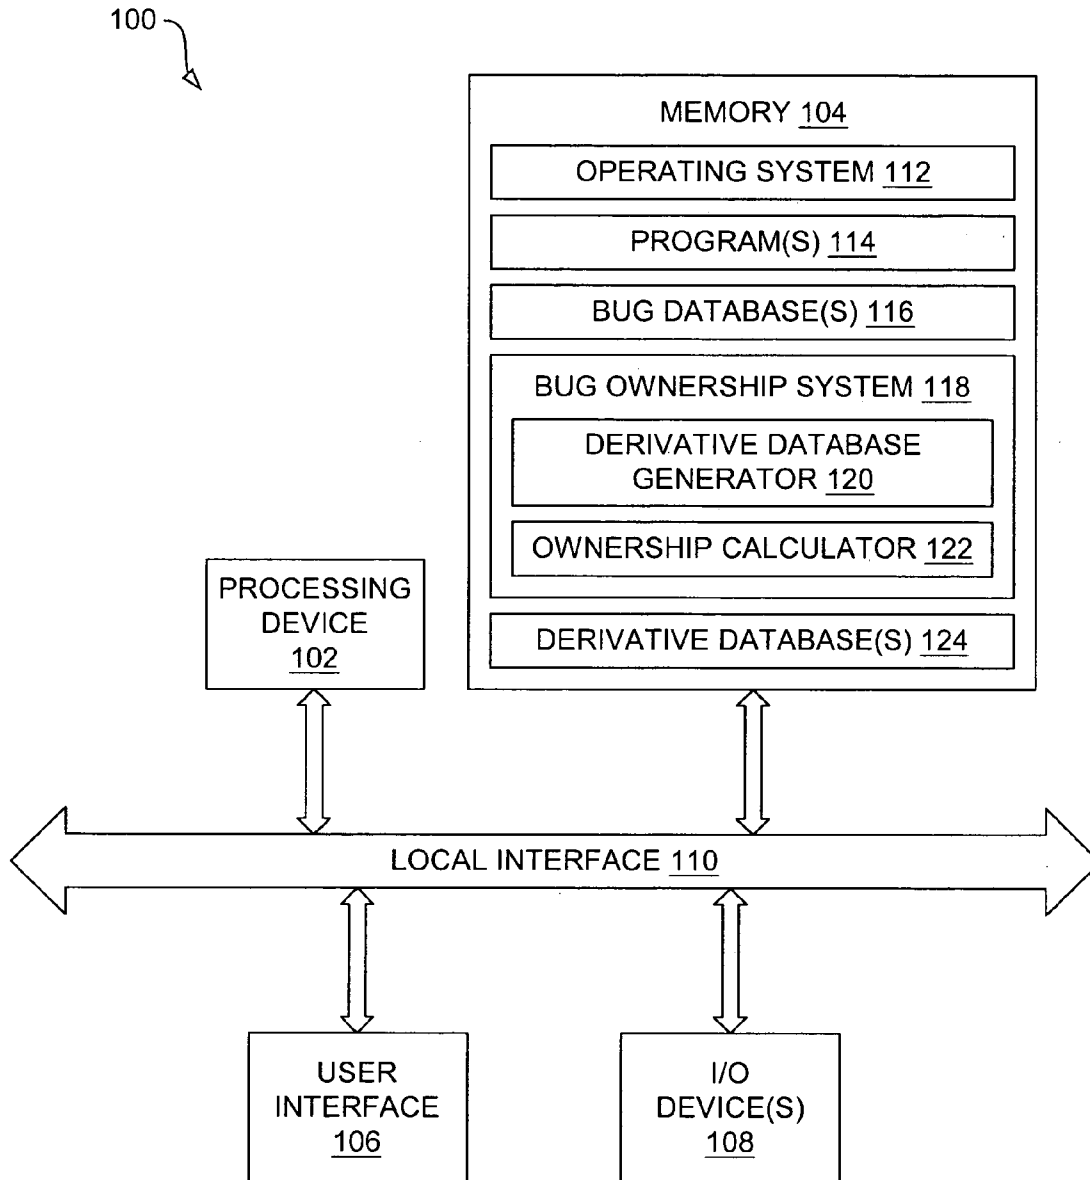 100
MEMORY 104
OPERATING SYSTEM 112
PROGRAM(S) 114
BUG DATABASE(S) 116
BUG OWNERSHIP SYSTEM 118
DERIVATIVE DATABASE
GENERATOR 120
OWNERSHIP CALCULATOR 122
DERIVATIVE DATABASE(S) 124
PROCESSING
DEVICE
102
LOCAL INTERFACE 110
USER
INTERFACE
106
I/O
DEVICE(S)
108